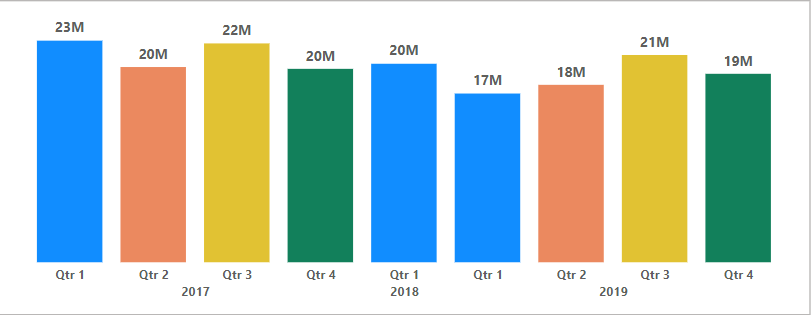 23M 20M 22M 20M 20M 17M 18M 21M 19M
Qtr 1 Qtr 2 Qtr 3 Qtr 4 Qtr 1 Qtr 1 Qtr 2 Qtr 3 Qtr 4
2017 2018 2019